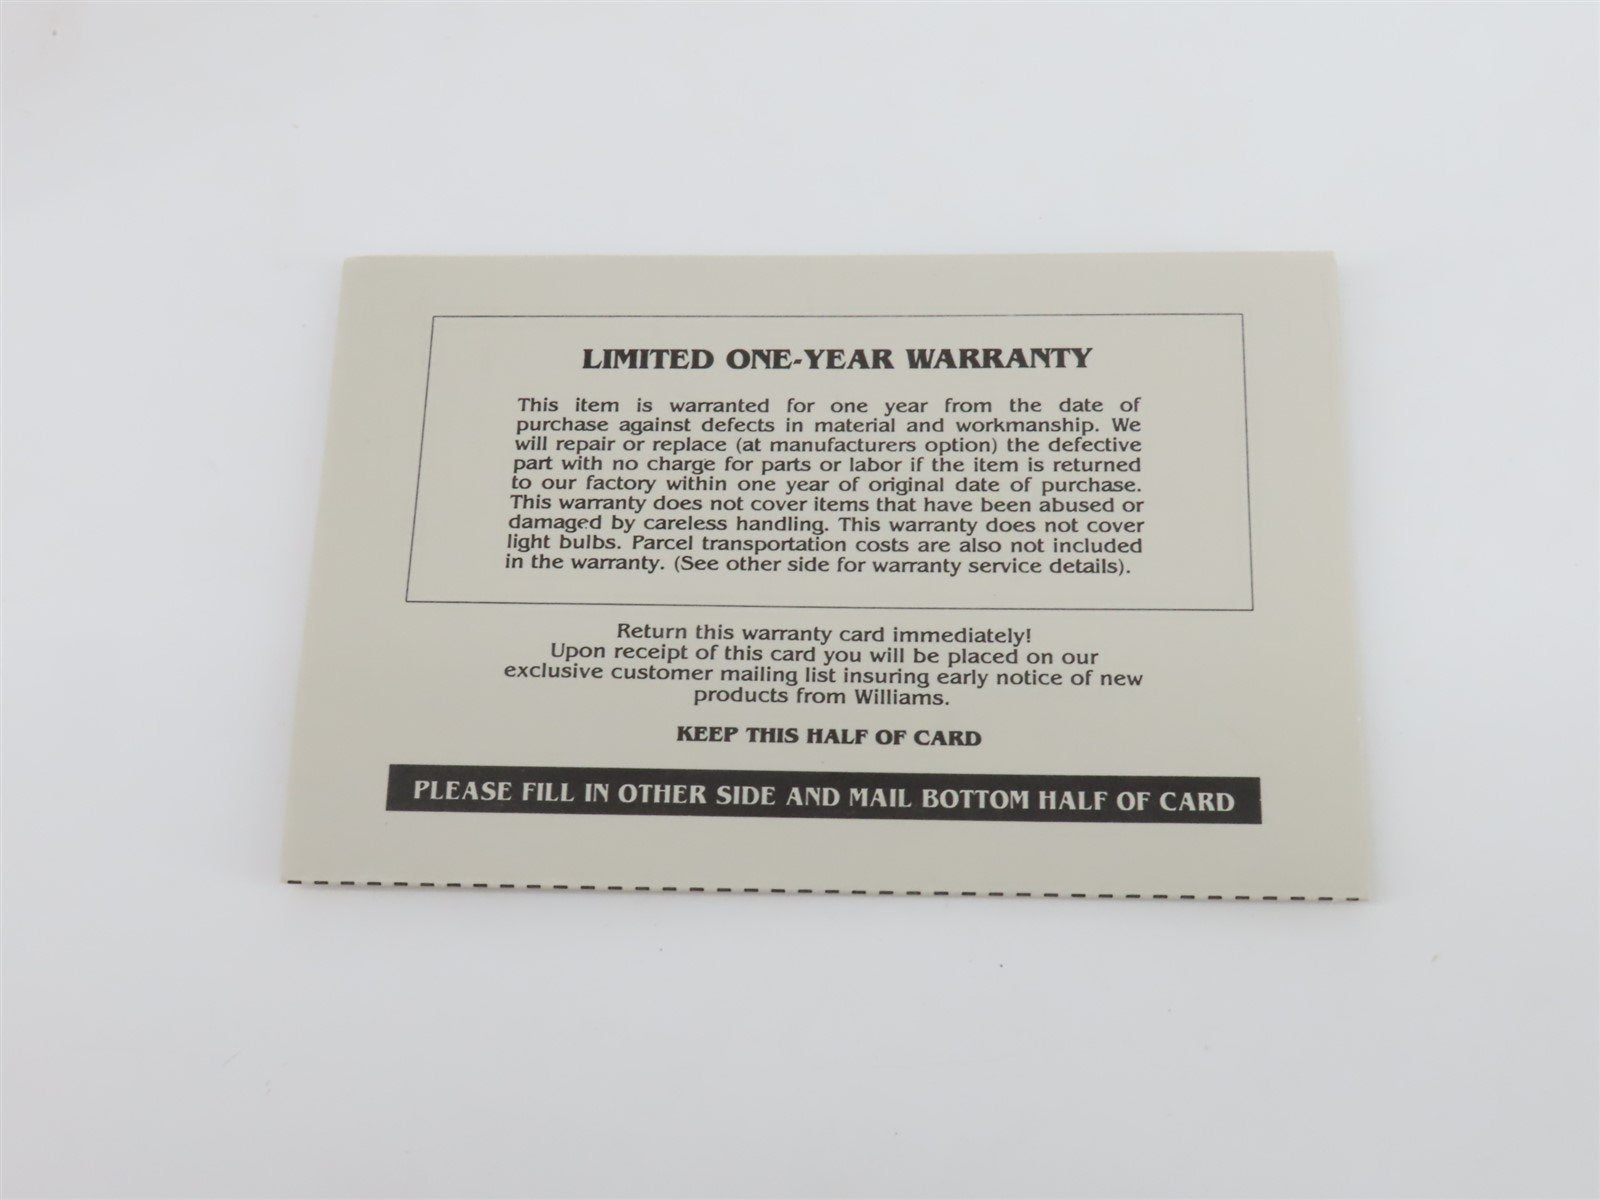 LIMITED ONE-YEAR WARRANTY
This item is warranted for one year from the date of
purchase against defects in material and workmanship. We
will repair or replace (at manufacturers option) the defective
part with no charge for parts or labor if the item is returned
to our factory within one year of original date of purchase.
This warranty does not cover items that have been abused or
damaged by careless handling. This warranty does not cover
light bulbs. Parcel transportation costs are also not included
in the warranty. (See other side for warranty service details).
Return this warranty card immediately!
Upon receipt of this card you will be placed on our
exclusive customer mailing list insuring early notice of new
products from Williams.
KEEP THIS HALF OF CARD
PLEASE FILL IN OTHER SIDE AND MAIL BOTTOM HALF OF CARD